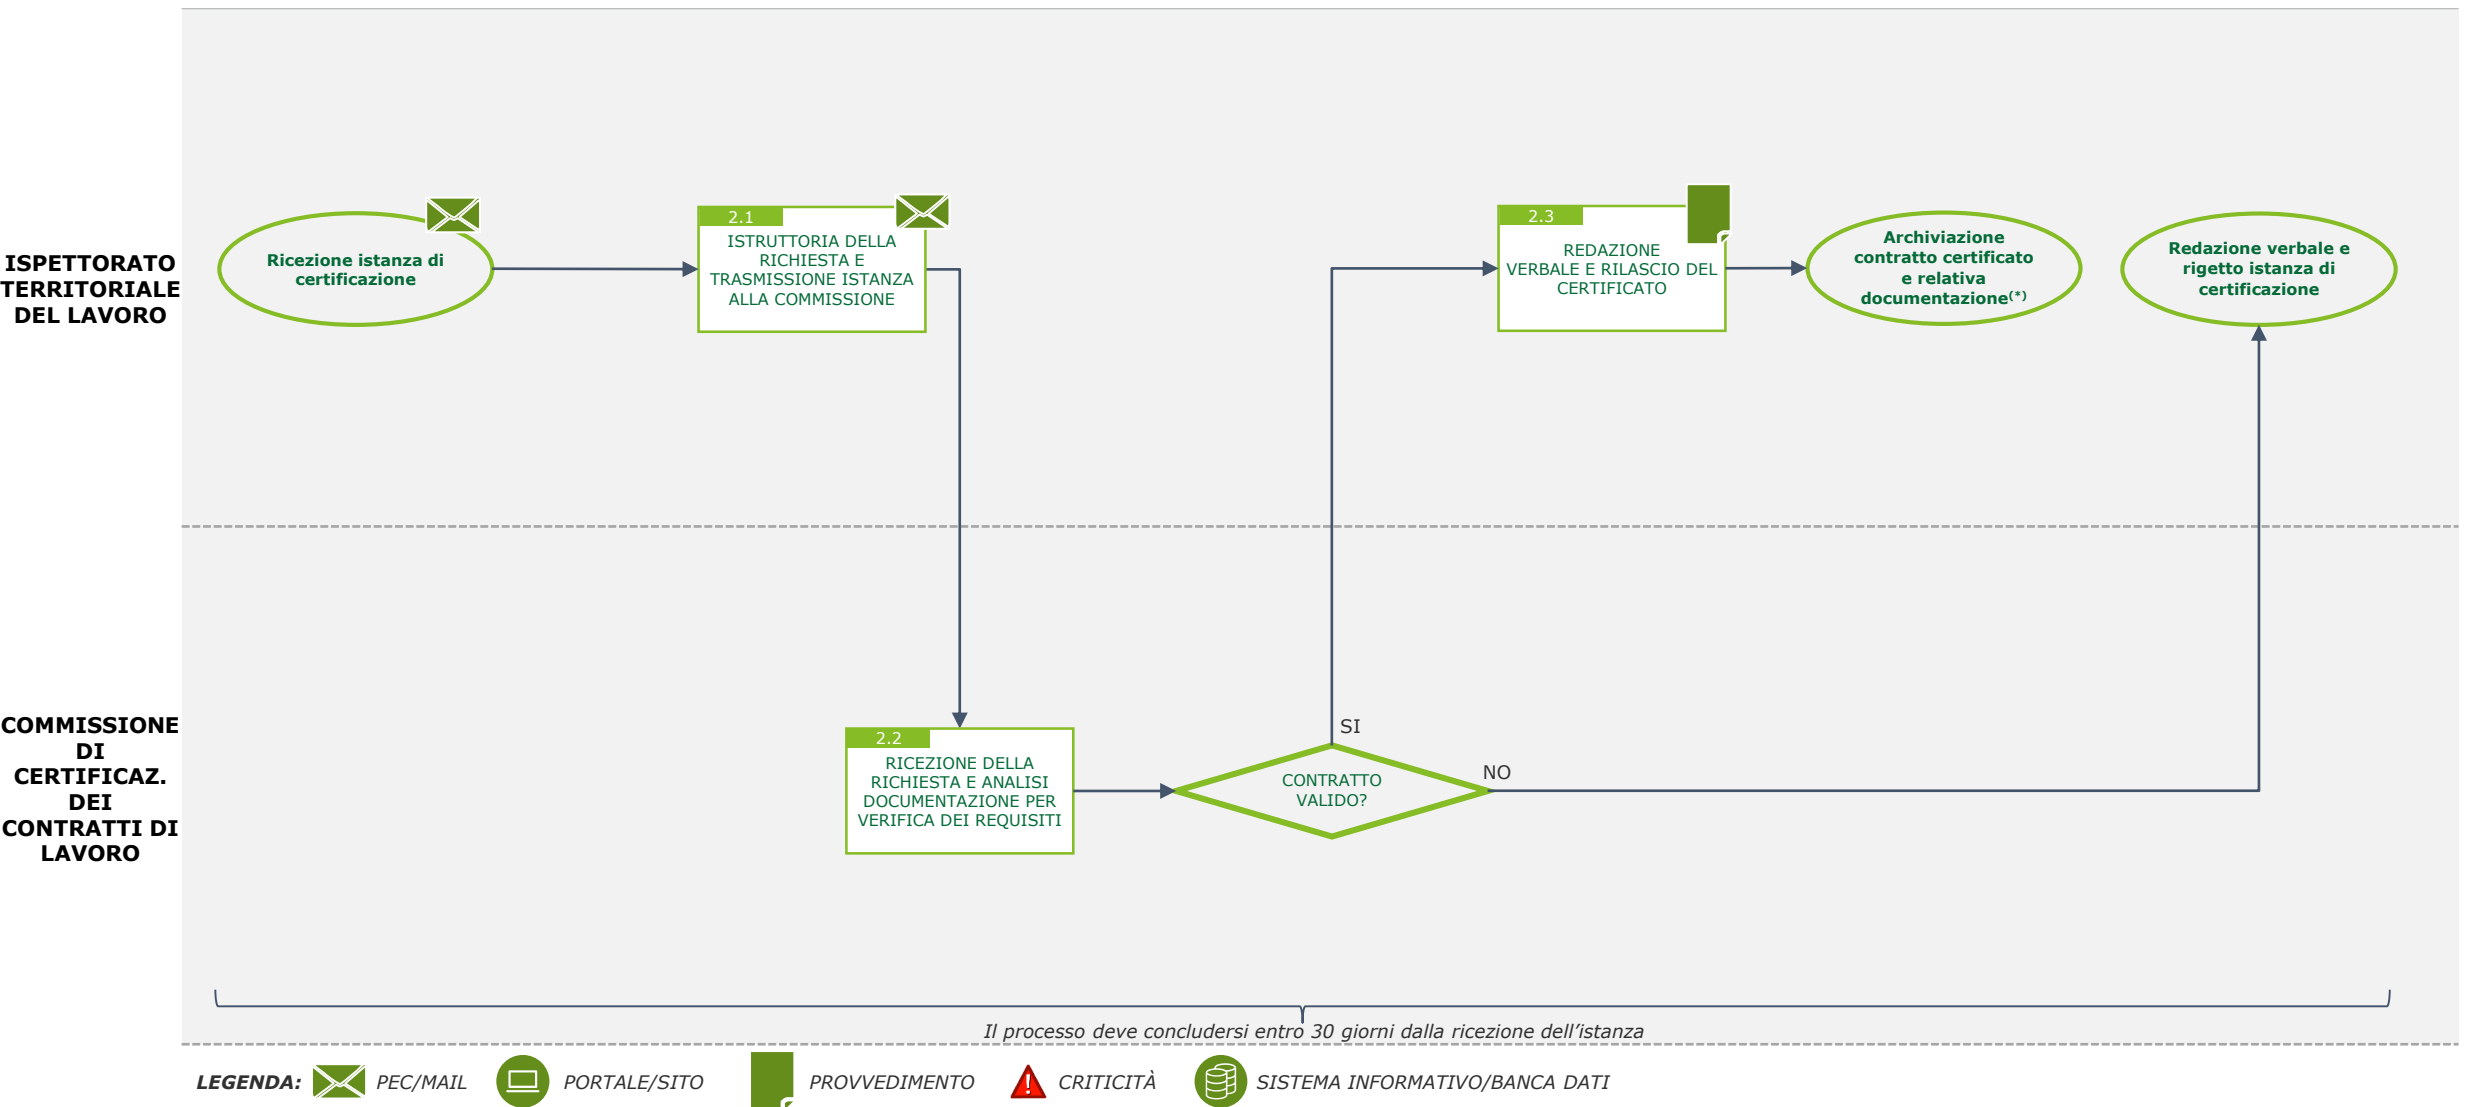 ISPETTORATO
TERRITORIALE
DEL LAVORO
Ricezione istanza di
certificazione
2.1
ISTRUTTORIA DELLA
RICHIESTA E
TRASMISSIONE ISTANZA
ALLA COMMISSIONE
2.3
REDAZIONE
VERBALE E RILASCIO DEL
CERTIFICATO
Archiviazione
contratto certificato
e relativa
documentazione(*)
Redazione verbale e
rigetto istanza di
certificazione
COMMISSIONE
DI
CERTIFICAZ.
DEI
CONTRATTI DI
LAVORO
2.2
RICEZIONE DELLA
RICHIESTA E ANALISI
DOCUMENTAZIONE PER
VERIFICA DEI REQUISITI
CONTRATTO
VALIDO?
SI
NO
Il processo deve concludersi entro 30 giorni dalla ricezione dell’istanza
LEGENDA: PEC/MAIL PORTALE/SITO PROVVEDIMENTO CRITICITÀ SISTEMA INFORMATIVO/BANCA DATI